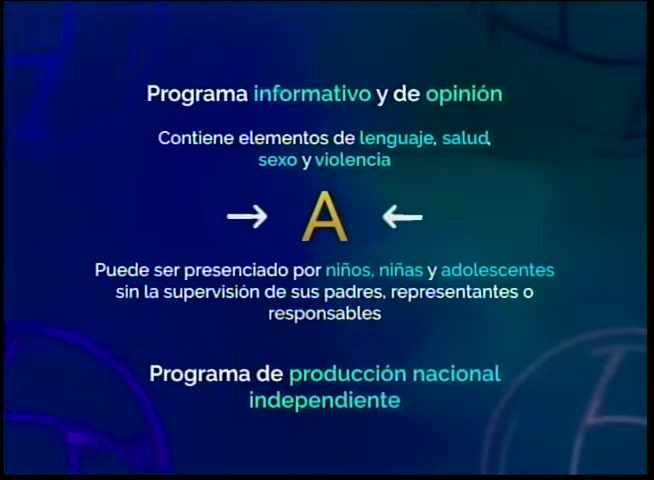 Programa informativo y de opinión
Contiene elementos de lenguaje, salud,
sexo y violencia
→ A ←
Puede ser presenciado por niños, niñas y adolescentes
sin la supervisión de sus padres, representantes o
responsables
Programa de producción nacional
independiente